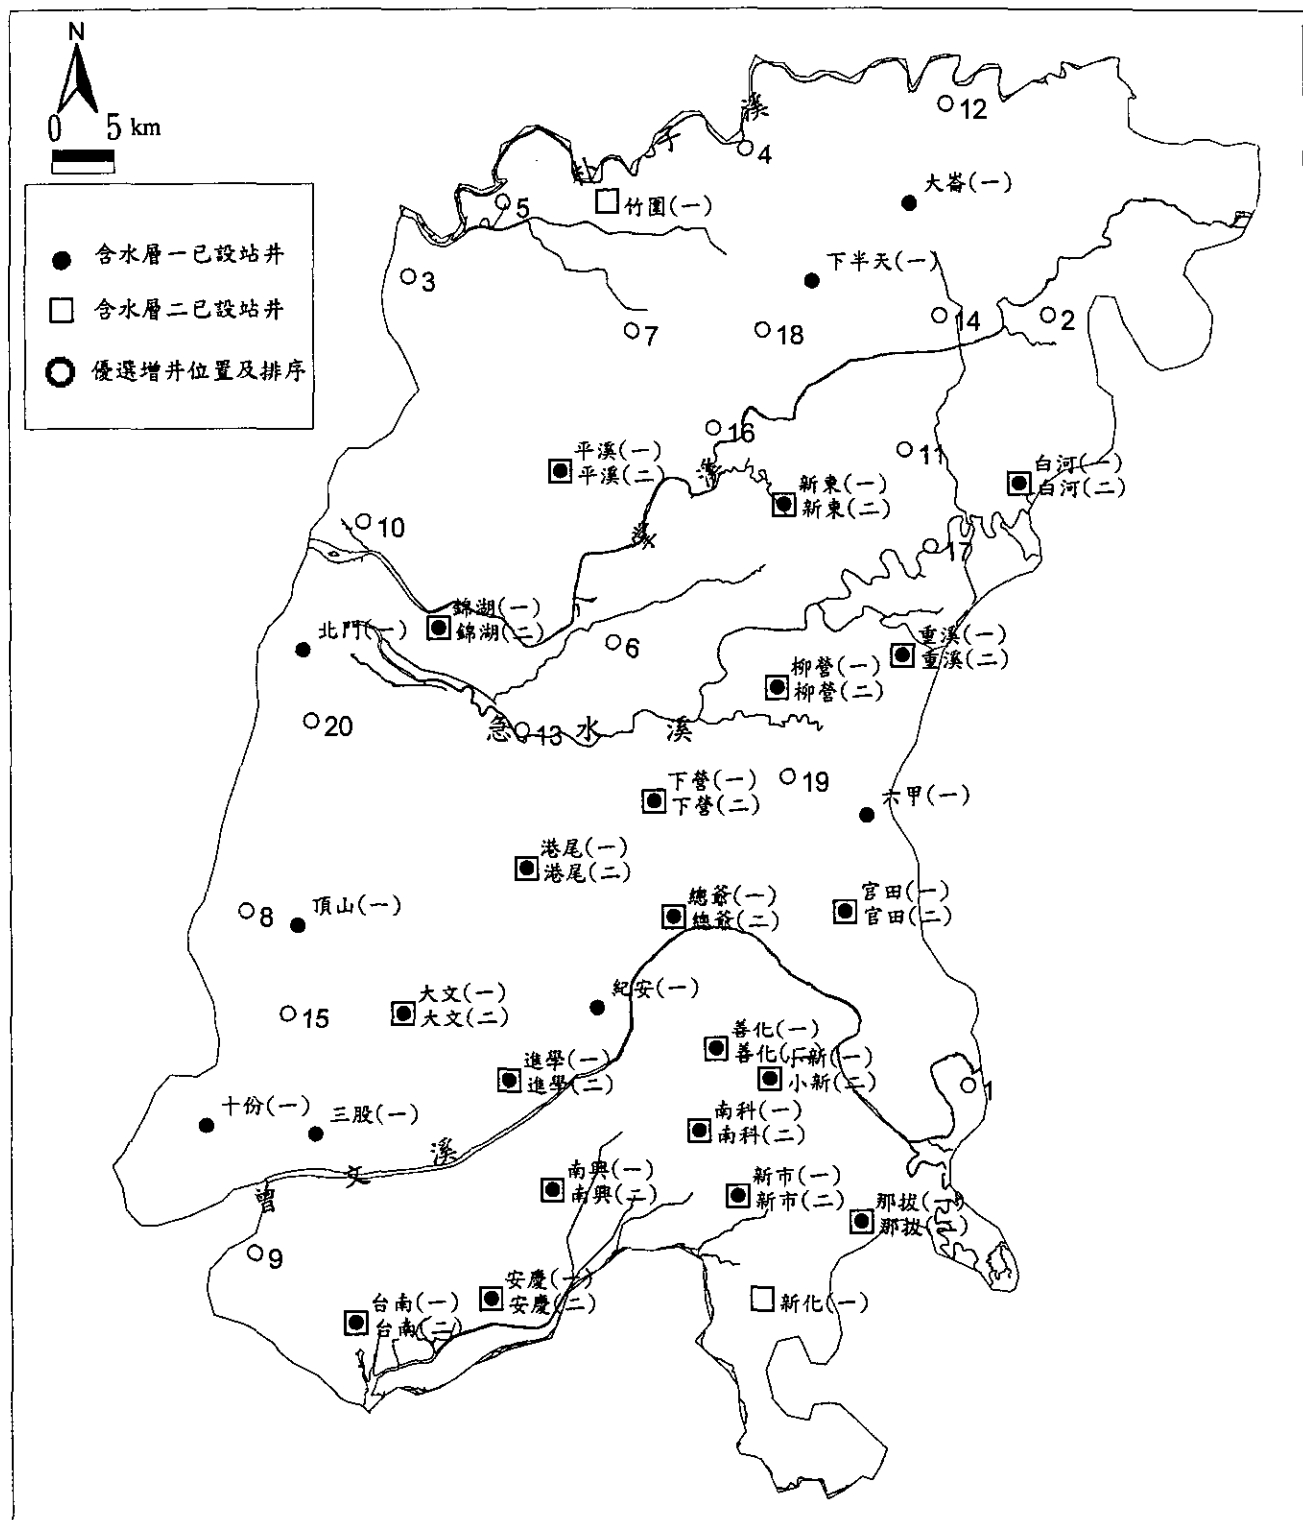 N
0 5 km
含水層一已設站井
含水層二已設站井
優選增井位置及排序
12
溪
子
4
大崙(一)
5
竹圍(一)
下半天(一)
3
14
2
7
18
16
11
平溪(一)
平溪(二)
白河(一)
白河(二)
新東(一)
新東(二)
10
溪
17
錦湖(一)
錦湖(二)
北門(一)
6
重溪(一)
重溪(二)
柳營(一)
柳營(二)
20
急水溪
13
19
下營(一)
下營(二)
六甲(一)
港尾(一)
港尾(二)
總爺(一)
總爺(二)
官田(一)
官田(二)
8
頂山(一)
大文(一)
大文(二)
紀安(一)
15
善化(一)
善化(二)
小新(一)
小新(二)
進學(一)
進學(二)
1
十份(一)
三股(一)
南科(一)
南科(二)
曾文溪
南興(一)
南興(二)
新市(一)
新市(二)
那拔(一)
那拔(二)
9
安慶(一)
安慶(二)
台南(一)
台南(二)
新化(一)